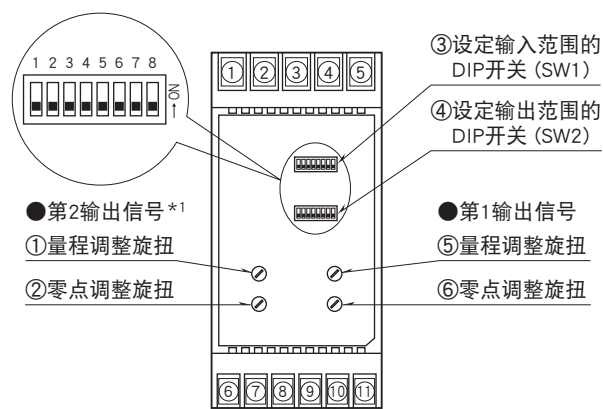 1 2 3 4 5 6 7 8
ON→
① ② ③ ④ ⑤
③设定输入范围的
DIP开关 (SW1)
④设定输出范围的
DIP开关 (SW2)
●第2输出信号*1
①量程调整旋扭
②零点调整旋扭
●第1输出信号
⑤量程调整旋扭
⑥零点调整旋扭
⑥ ⑦ ⑧ ⑨ ⑩ ⑪